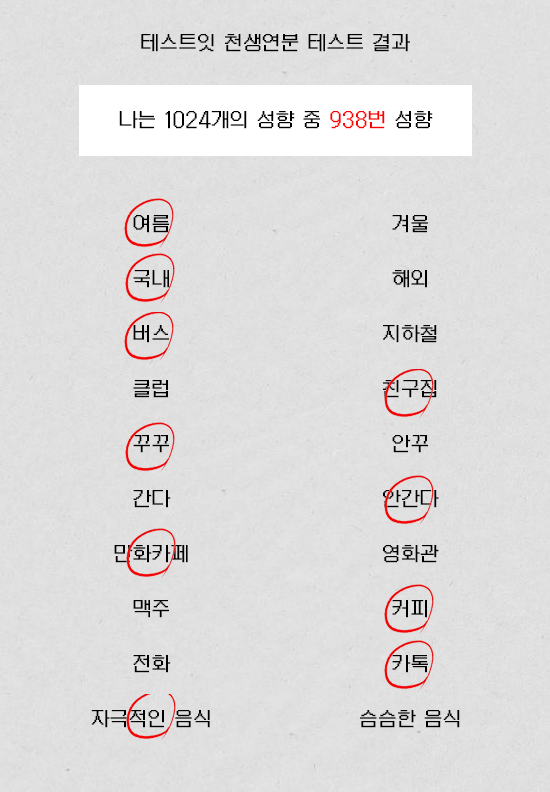 테스트잇 천생연분 테스트 결과
나는 1024개의 성향 중 938번 성향
여름 겨울
국내 해외
버스 지하철
클럽 친구집
꾸꾸 안꾸
간다 안간다
만화카페 영화관
맥주 커피
전화 카톡
자극적인 음식 슴슴한 음식